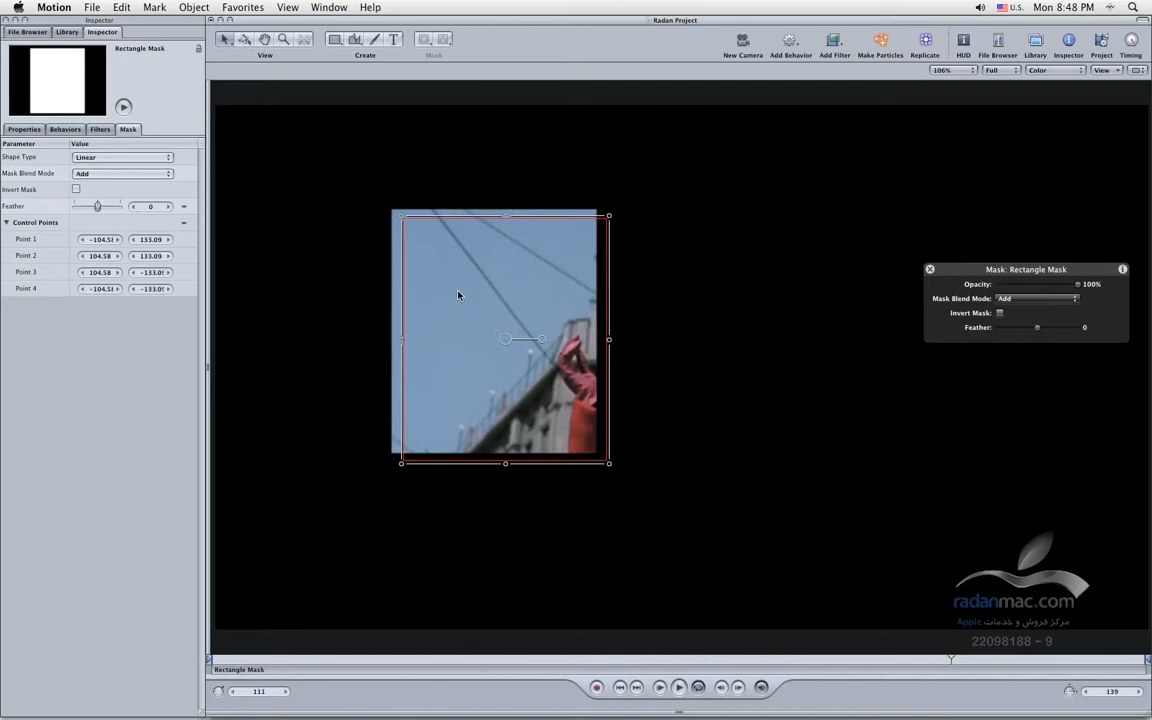 Motion File Edit Mark Object Favorites View Window Help
U.S. Mon 8:48 PM
Inspector
Radan Project
File Browser Library Inspector
Rectangle Mask
View
Create
Mask
New Camera Add Behavior Add Filter Make Particles Replicate HUD File Browser Library Inspector Project Timing
106% Full Color View
Properties Behaviors Filters Mask
Parameter Value
Shape Type Linear
Mask Blend Mode Add
Invert Mask
Feather 0
Control Points
Point 1 133.09
Point 2 104.58 133.09
Point 3 104.58
Point 4
Mask: Rectangle Mask
Opacity: 100%
Mask Blend Mode: Add
Invert Mask:
Feather: 0
radanmac.com
مرکز فروش و خدمات Apple
22098188 - 9
Rectangle Mask
111
139